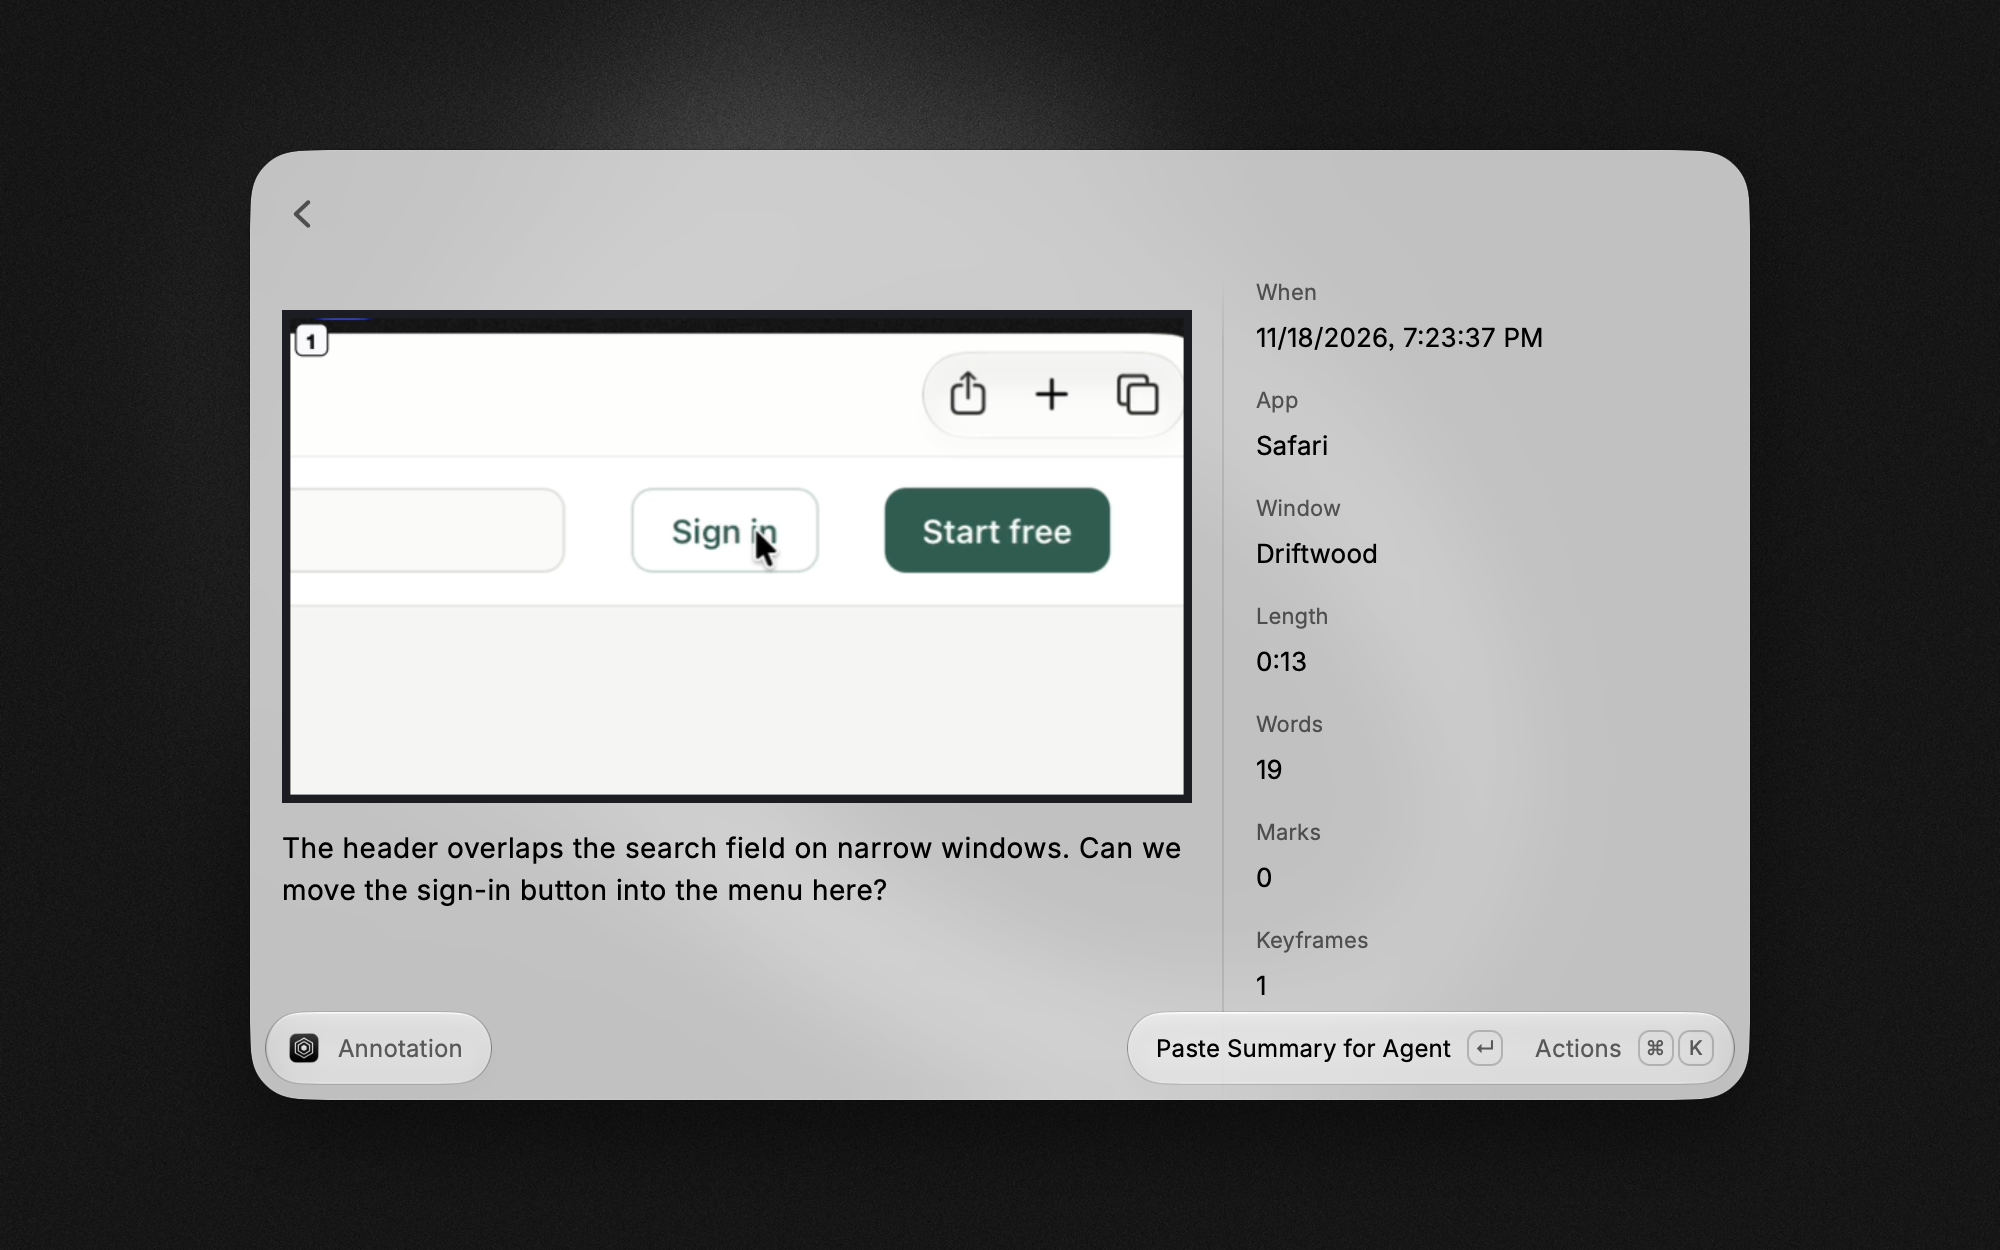 1
Sign in
Start free
The header overlaps the search field on narrow windows. Can we
move the sign-in button into the menu here?
When
11/18/2026, 7:23:37 PM
App
Safari
Window
Driftwood
Length
0:13
Words
19
Marks
0
Keyframes
1
Annotation
Paste Summary for Agent
Actions ⌘ K